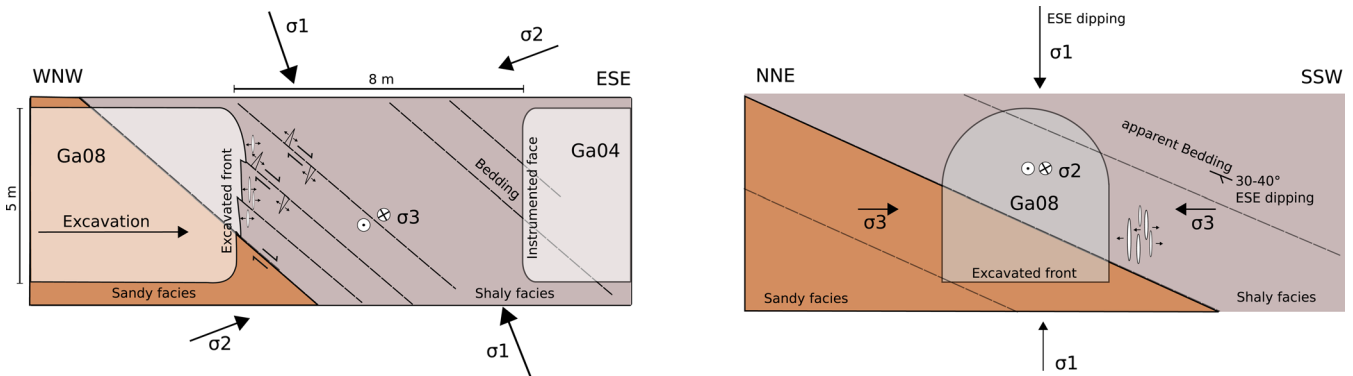 σ1
σ2
WNW
8 m
ESE
Ga08
Ga04
5 m
Excavation
Excavated front
Bedding
Instrumented face
σ3
Sandy facies
Shaly facies
σ2
σ1
ESE dipping
σ1
NNE
SSW
apparent Bedding
30-40°
ESE dipping
σ2
Ga08
σ3
σ3
Excavated front
Sandy facies
Shaly facies
σ1